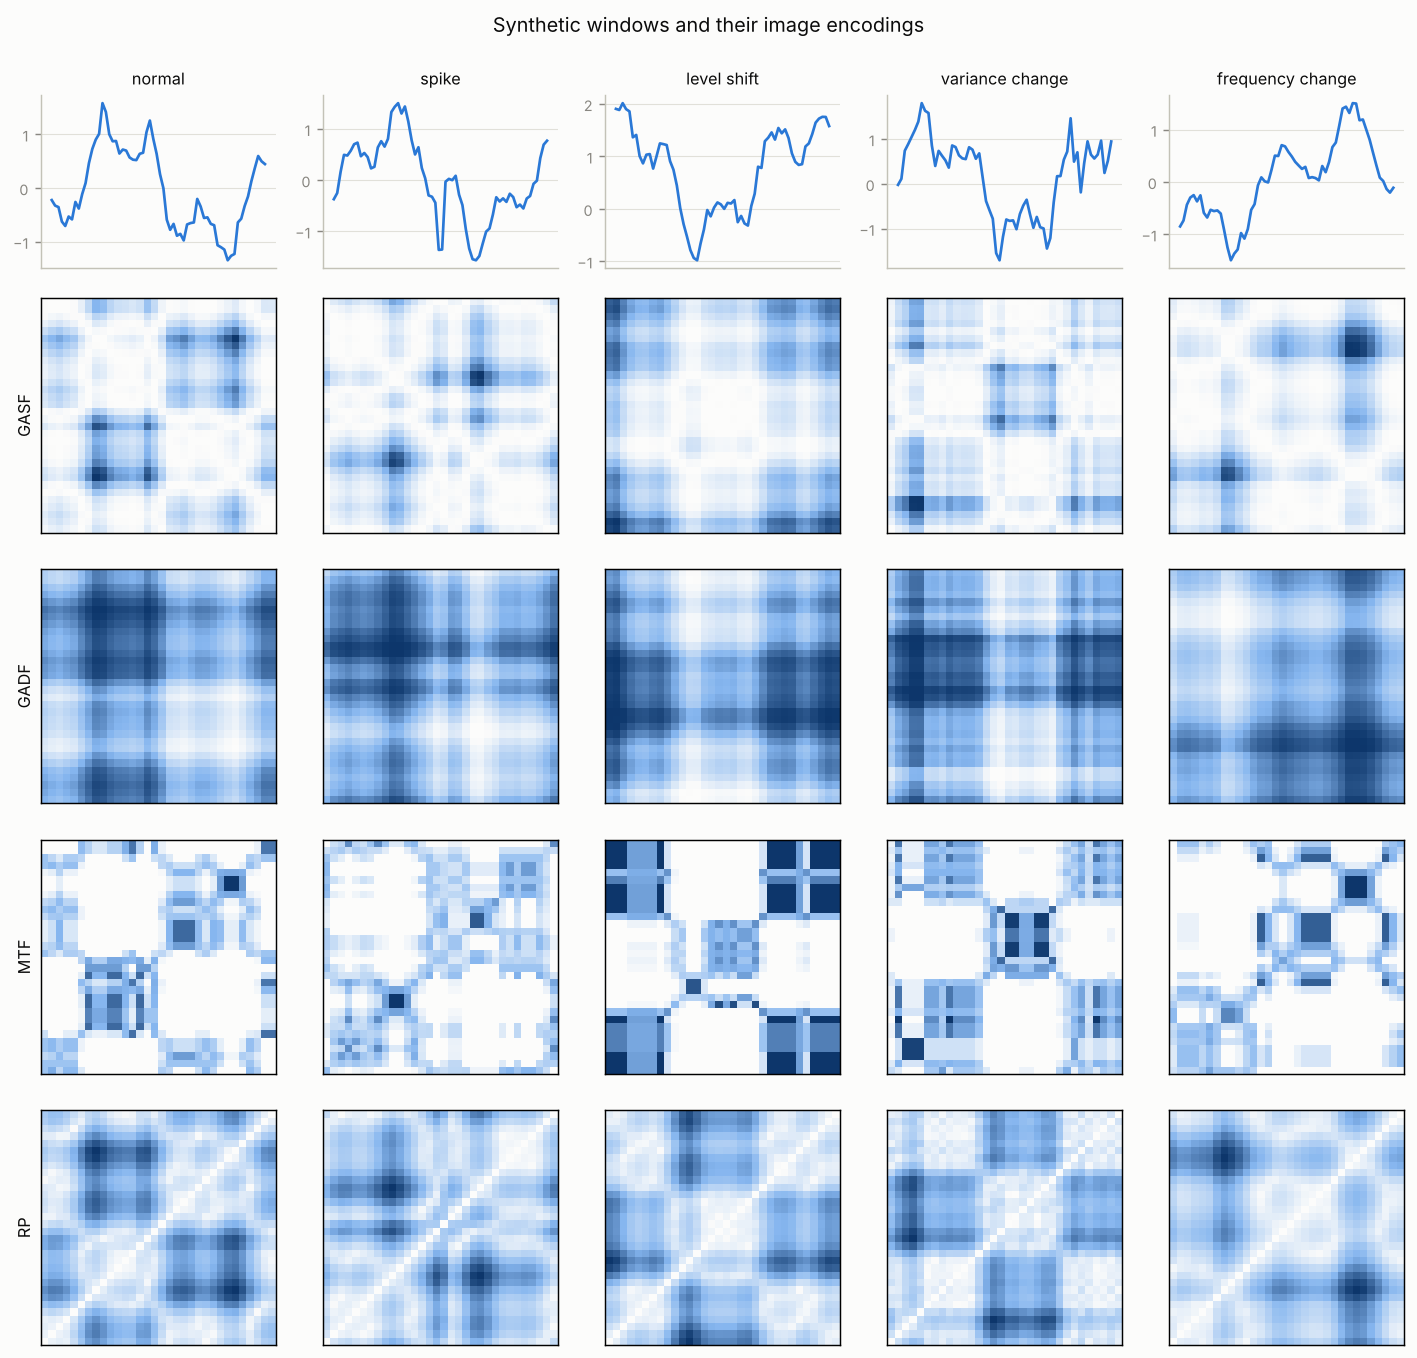 Synthetic windows and their image encodings
normal spike level shift variance change frequency change
1 0 −1
1 0 −1
2 1 0 −1
1 0 −1
1 0 −1
GASF
GADF
MTF
RP